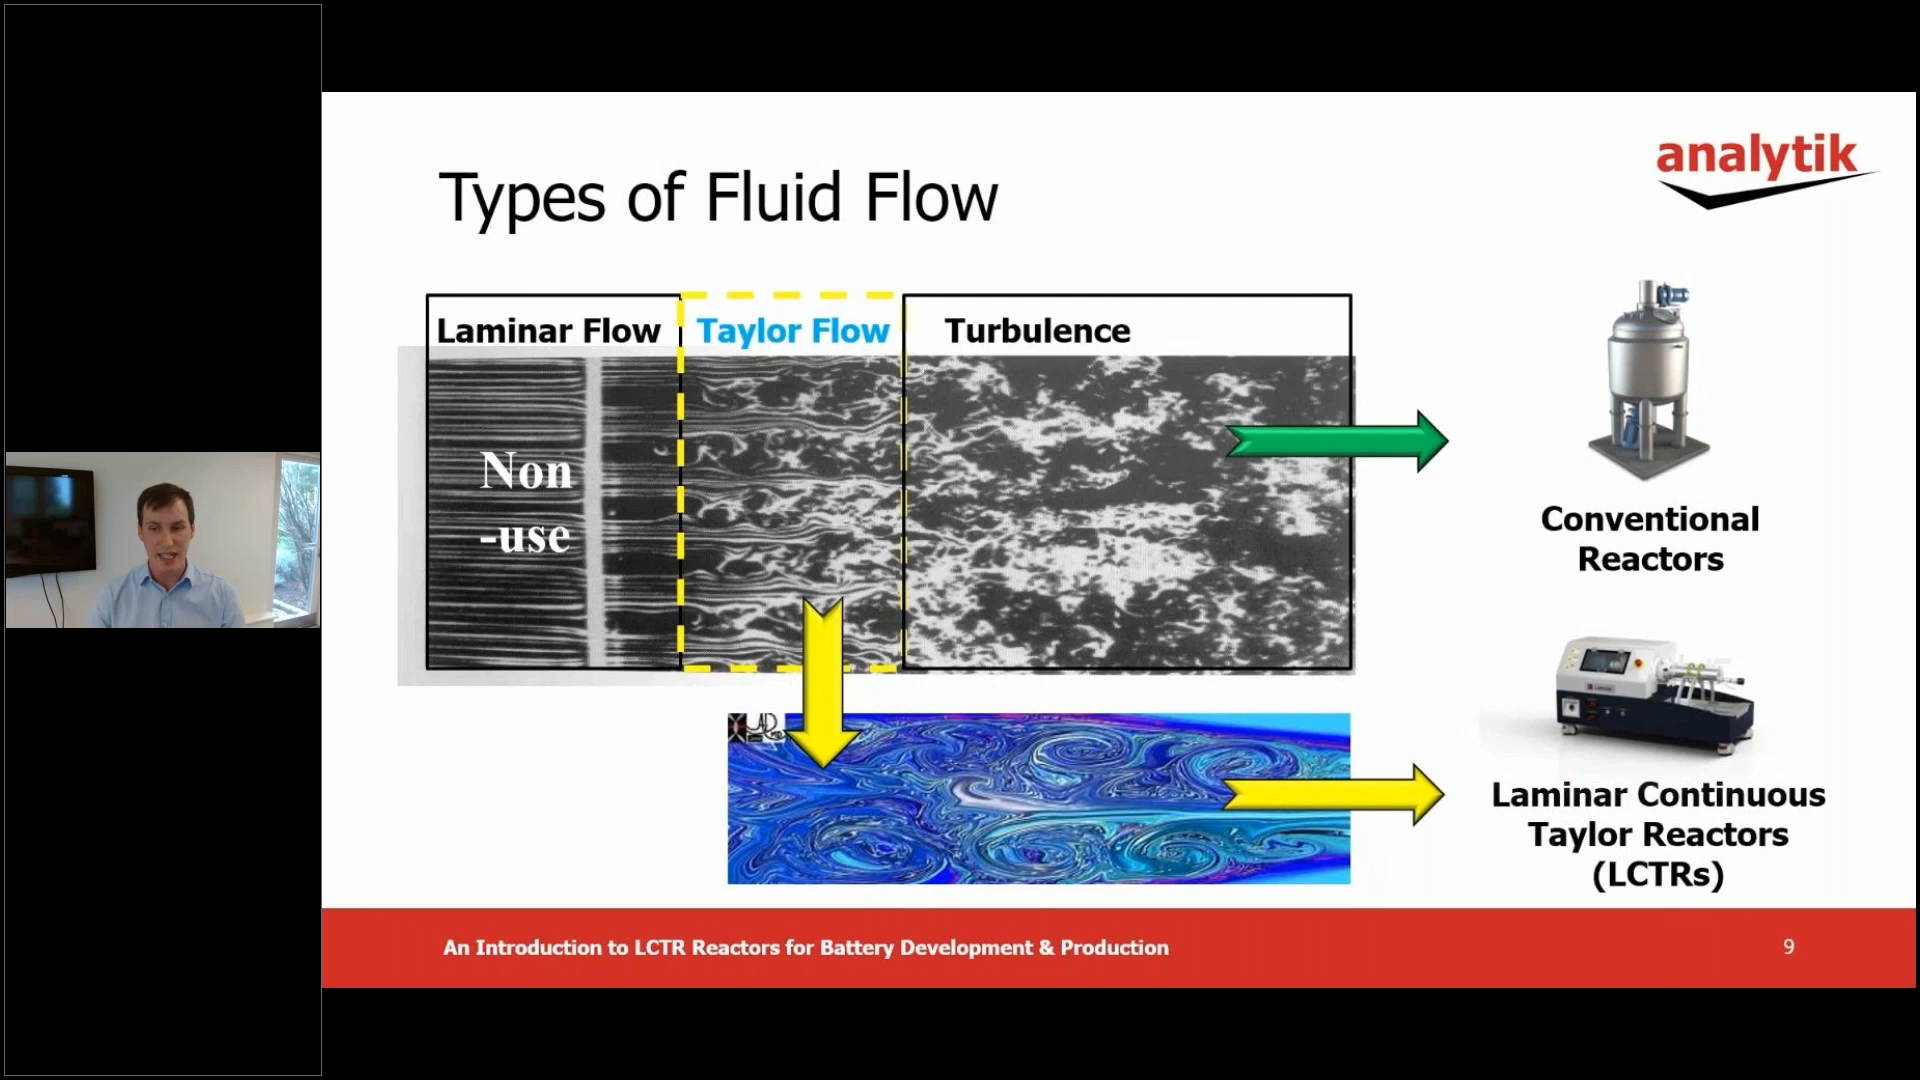 analytik
Types of Fluid Flow
Laminar Flow
Taylor Flow
Turbulence
Non
-use
Conventional
Reactors
Laminar Continuous
Taylor Reactors
(LCTRs)
An Introduction to LCTR Reactors for Battery Development & Production
9